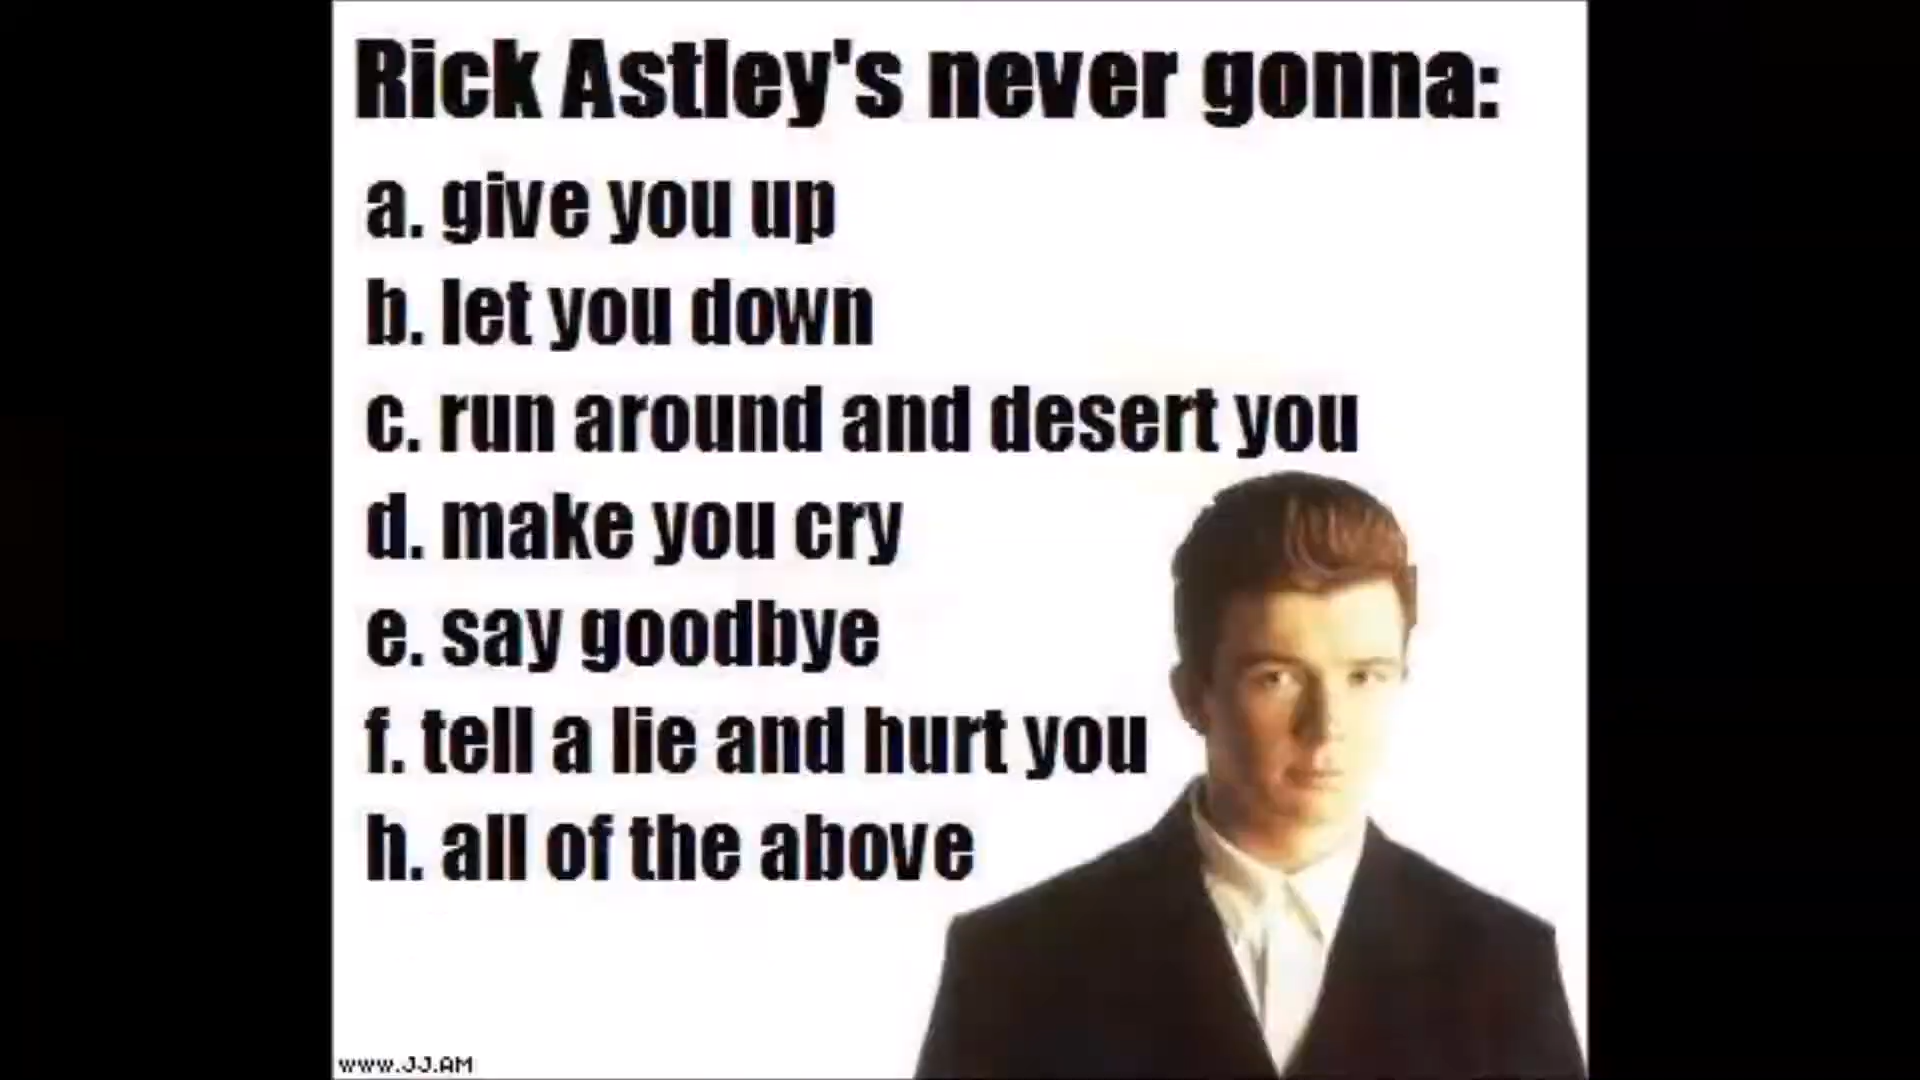 Rick Astley's never gonna:
a. give you up
b. let you down
c. run around and desert you
d. make you cry
e. say goodbye
f. tell a lie and hurt you
h. all of the above
www.JJ.AM